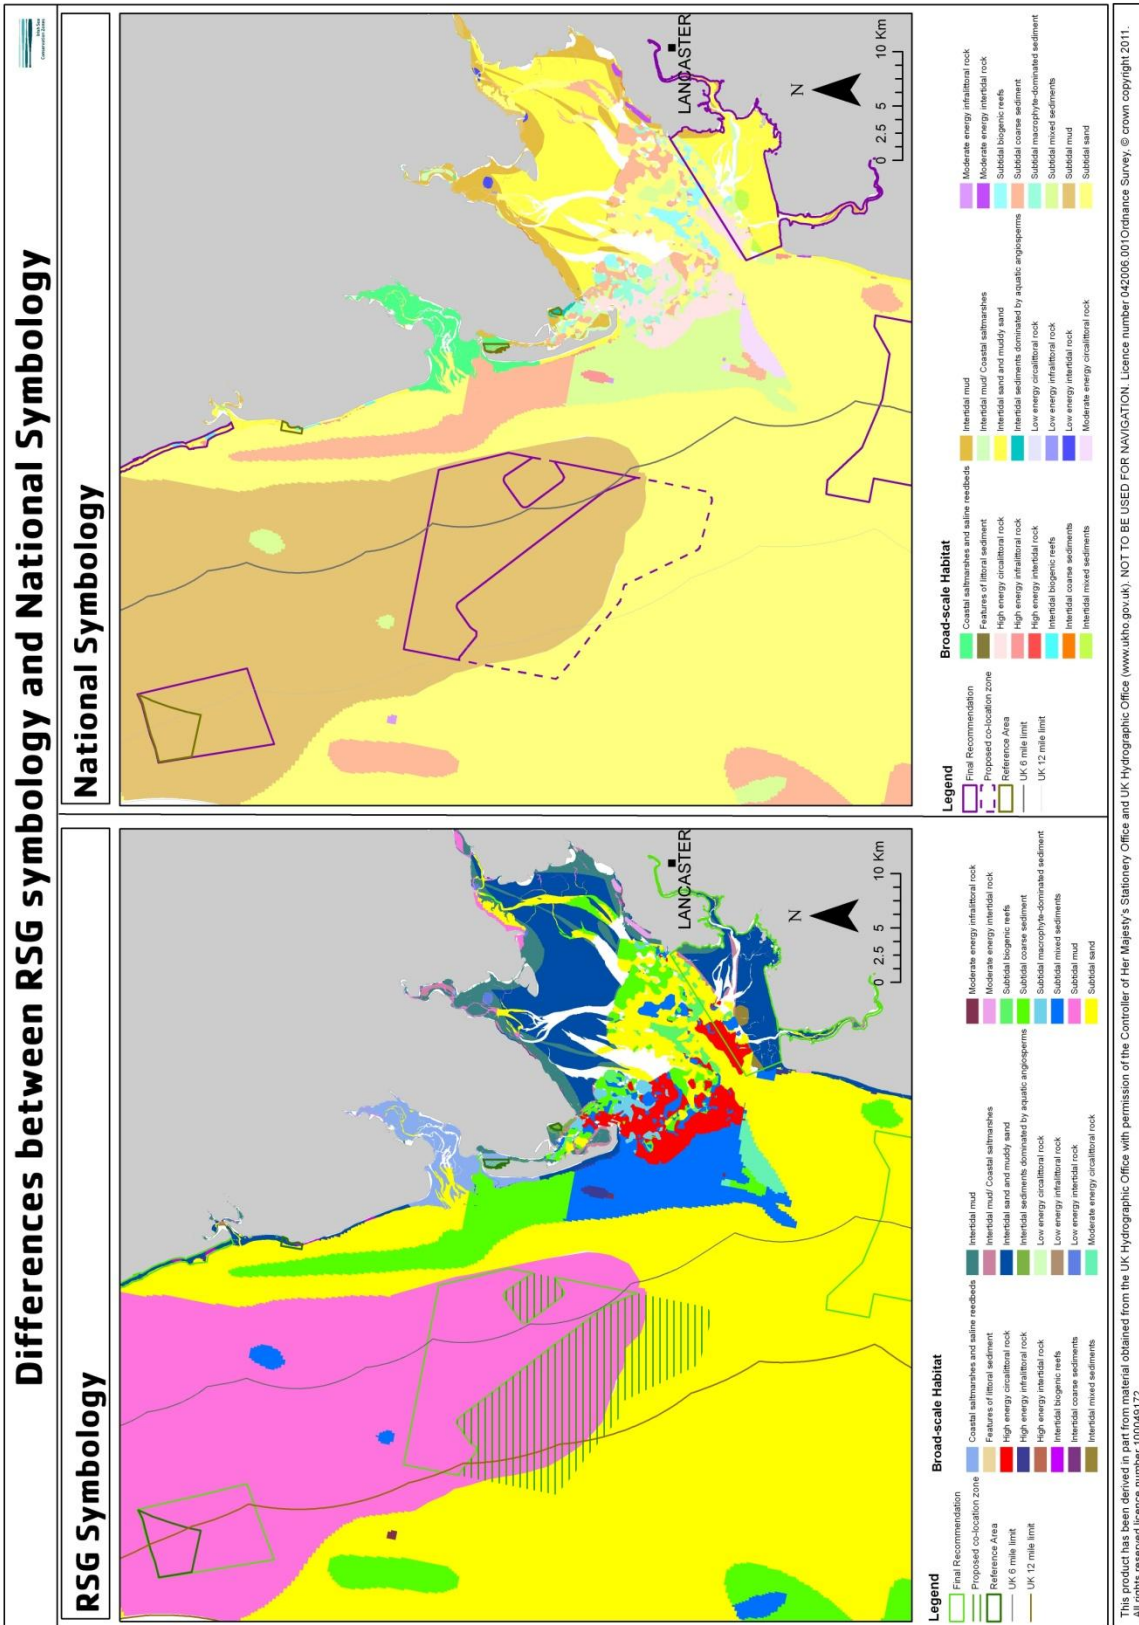 Differences between RSG symbology and National Symbology
Irish Sea
Conservation Zones
RSG Symbology
LANCASTER
N
0 2.5 5 10 Km
Legend
Final Recommendation
Proposed co-location zone
Reference Area
UK 6 mile limit
UK 12 mile limit
Broad-scale Habitat
Coastal saltmarshes and saline reedbeds
Features of littoral sediment
High energy circalittoral rock
High energy infralittoral rock
High energy intertidal rock
Intertidal biogenic reefs
Intertidal coarse sediments
Intertidal mixed sediments
Intertidal mud
Intertidal mud/ Coastal saltmarshes
Intertidal sand and muddy sand
Intertidal sediments dominated by aquatic angiosperms
Low energy circalittoral rock
Low energy infralittoral rock
Low energy intertidal rock
Moderate energy circalittoral rock
Moderate energy infralittoral rock
Moderate energy intertidal rock
Subtidal biogenic reefs
Subtidal coarse sediment
Subtidal macrophyte-dominated sediment
Subtidal mixed sediments
Subtidal mud
Subtidal sand
National Symbology
LANCASTER
N
0 2.5 5 10 Km
Legend
Final Recommendation
Proposed co-location zone
Reference Area
UK 6 mile limit
UK 12 mile limit
Broad-scale Habitat
Coastal saltmarshes and saline reedbeds
Features of littoral sediment
High energy circalittoral rock
High energy infralittoral rock
High energy intertidal rock
Intertidal biogenic reefs
Intertidal coarse sediments
Intertidal mixed sediments
Intertidal mud
Intertidal mud/ Coastal saltmarshes
Intertidal sand and muddy sand
Intertidal sediments dominated by aquatic angiosperms
Low energy circalittoral rock
Low energy infralittoral rock
Low energy intertidal rock
Moderate energy circalittoral rock
Moderate energy infralittoral rock
Moderate energy intertidal rock
Subtidal biogenic reefs
Subtidal coarse sediment
Subtidal macrophyte-dominated sediment
Subtidal mixed sediments
Subtidal mud
Subtidal sand
This product has been derived in part from material obtained from the UK Hydrographic Office with permission of the Controller of Her Majesty's Stationery Office and UK Hydrographic Office (www.ukho.gov.uk). NOT TO BE USED FOR NAVIGATION. Licence number 042006.001Ordnance Survey, © crown copyright 2011.
All rights reserved licence number 100049172